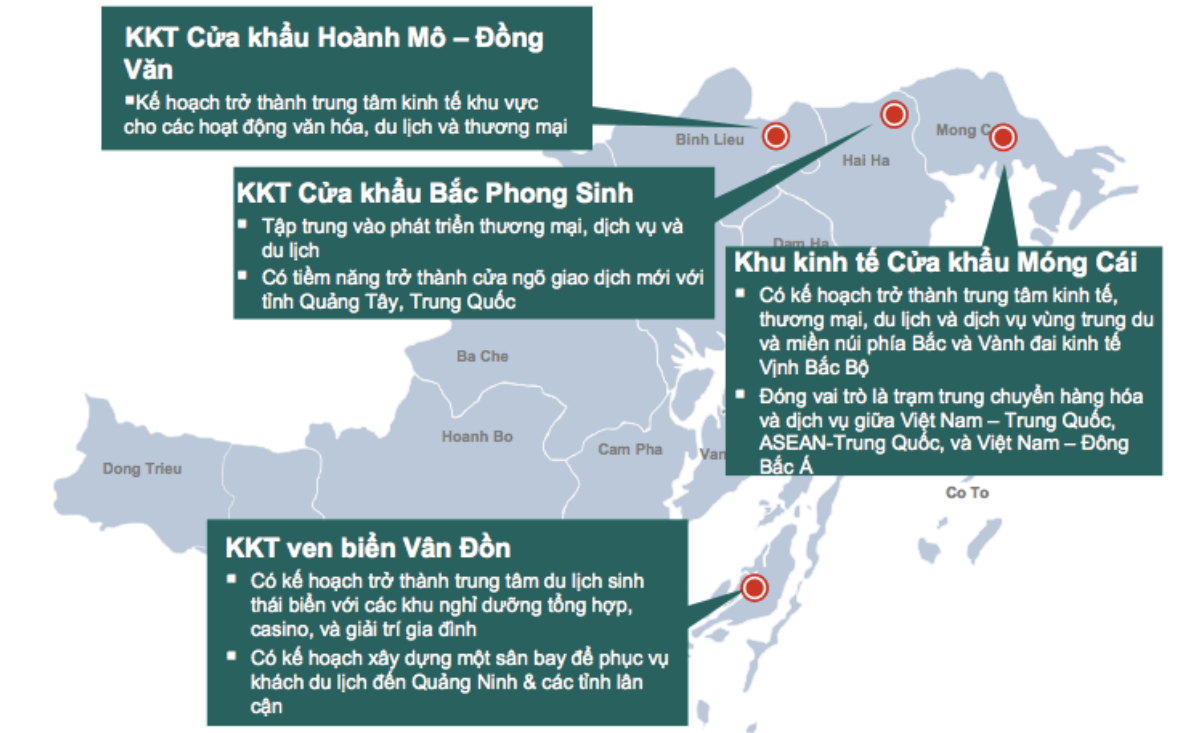 KKT Cửa khẩu Hoành Mô – Đồng
Văn
▪Kế hoạch trở thành trung tâm kinh tế khu vực
cho các hoạt động văn hóa, du lịch và thương mại
Binh Lieu
Hai Ha
Mong C
KKT Cửa khẩu Bắc Phong Sinh
▪ Tập trung vào phát triển thương mại, dịch vụ và
du lịch
▪ Có tiềm năng trở thành cửa ngõ giao dịch mới với
tỉnh Quảng Tây, Trung Quốc
Dam Ha
Khu kinh tế Cửa khẩu Móng Cái
▪ Có kế hoạch trở thành trung tâm kinh tế,
thương mại, du lịch và dịch vụ vùng trung du
và miền núi phía Bắc và Vành đai kinh tế
Vịnh Bắc Bộ
▪ Đóng vai trò là trạm trung chuyển hàng hóa
và dịch vụ giữa Việt Nam – Trung Quốc,
ASEAN-Trung Quốc, và Việt Nam – Đông
Bắc Á
Ba Che
Hoanh Bo
Cam Pha
Van
Dong Trieu
Co To
KKT ven biển Vân Đồn
▪ Có kế hoạch trở thành trung tâm du lịch sinh
thái biển với các khu nghỉ dưỡng tổng hợp,
casino, và giải trí gia đình
▪ Có kế hoạch xây dựng một sân bay để phục vụ
khách du lịch đến Quảng Ninh & các tỉnh lân
cận